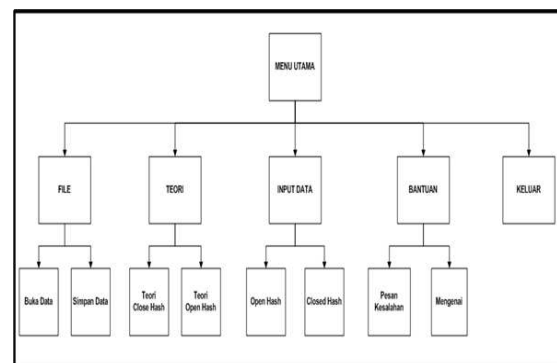 MENU UTAMA
FILE
TEORI
INPUT DATA
BANTUAN
KELUAR
Buka Data
Simpan Data
Teori
Close Hash
Teori
Open Hash
Open Hash
Closed Hash
Pesan
Kesalahan
Mengenai